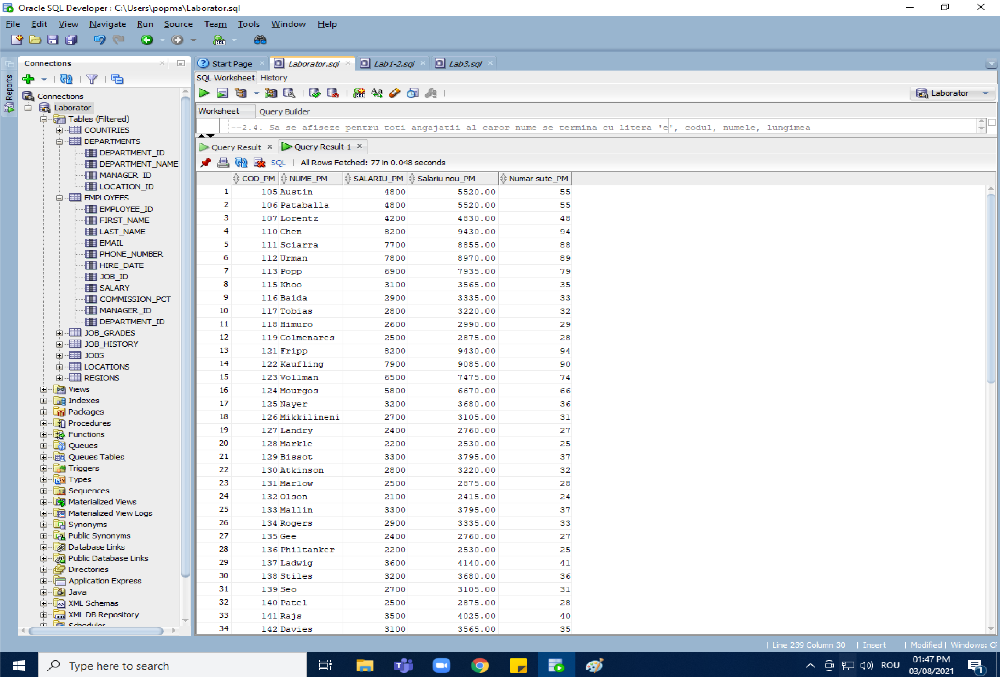 Oracle SQL Developer : C:\Users\popma\Laborator.sql
File Edit View Navigate Run Source Team Tools Window Help
Reports
Connections
Connections
Laborator
Tables (Filtered)
COUNTRIES
DEPARTMENTS
DEPARTMENT_ID
DEPARTMENT_NAME
MANAGER_ID
LOCATION_ID
EMPLOYEES
EMPLOYEE_ID
FIRST_NAME
LAST_NAME
EMAIL
PHONE_NUMBER
HIRE_DATE
JOB_ID
SALARY
COMMISSION_PCT
MANAGER_ID
DEPARTMENT_ID
JOB_GRADES
JOB_HISTORY
JOBS
LOCATIONS
REGIONS
Views
Indexes
Packages
Procedures
Functions
Queues
Queues Tables
Triggers
Types
Sequences
Materialized Views
Materialized View Logs
Synonyms
Public Synonyms
Database Links
Public Database Links
Directories
Application Express
Java
XML Schemas
XML DB Repository
Scheduler
Start Page Laborator.sql Lab1-2.sql Lab3.sql
SQL Worksheet History
Laborator
Worksheet Query Builder
--2.4. Sa se afiseze pentru toti angajatii al caror nume se termina cu litera 'e', codul, numele, lungimea
Query Result Query Result 1
SQL | All Rows Fetched: 77 in 0.048 seconds
COD_PM NUME_PM SALARIU_PM Salariu nou_PM Numar sute_PM
1 105 Austin 4800 5520.00 55
2 106 Pataballa 4800 5520.00 55
3 107 Lorentz 4200 4830.00 48
4 110 Chen 8200 9430.00 94
5 111 Sciarra 7700 8855.00 88
6 112 Urman 7800 8970.00 89
7 113 Popp 6900 7935.00 79
8 115 Khoo 3100 3565.00 35
9 116 Baida 2900 3335.00 33
10 117 Tobias 2800 3220.00 32
11 118 Himuro 2600 2990.00 29
12 119 Colmenares 2500 2875.00 28
13 121 Fripp 8200 9430.00 94
14 122 Kaufling 7900 9085.00 90
15 123 Vollman 6500 7475.00 74
16 124 Mourgos 5800 6670.00 66
17 125 Nayer 3200 3680.00 36
18 126 Mikkilineni 2700 3105.00 31
19 127 Landry 2400 2760.00 27
20 128 Markle 2200 2530.00 25
21 129 Bissot 3300 3795.00 37
22 130 Atkinson 2800 3220.00 32
23 131 Marlow 2500 2875.00 28
24 132 Olson 2100 2415.00 24
25 133 Mallin 3300 3795.00 37
26 134 Rogers 2900 3335.00 33
27 135 Gee 2400 2760.00 27
28 136 Philtanker 2200 2530.00 25
29 137 Ladwig 3600 4140.00 41
30 138 Stiles 3200 3680.00 36
31 139 Seo 2700 3105.00 31
32 140 Patel 2500 2875.00 28
33 141 Rajs 3500 4025.00 40
34 142 Davies 3100 3565.00 35
| Line 239 Column 30 | Insert | Modified | Windows:
Type here to search
ROU
01:47 PM
03/08/2021
1